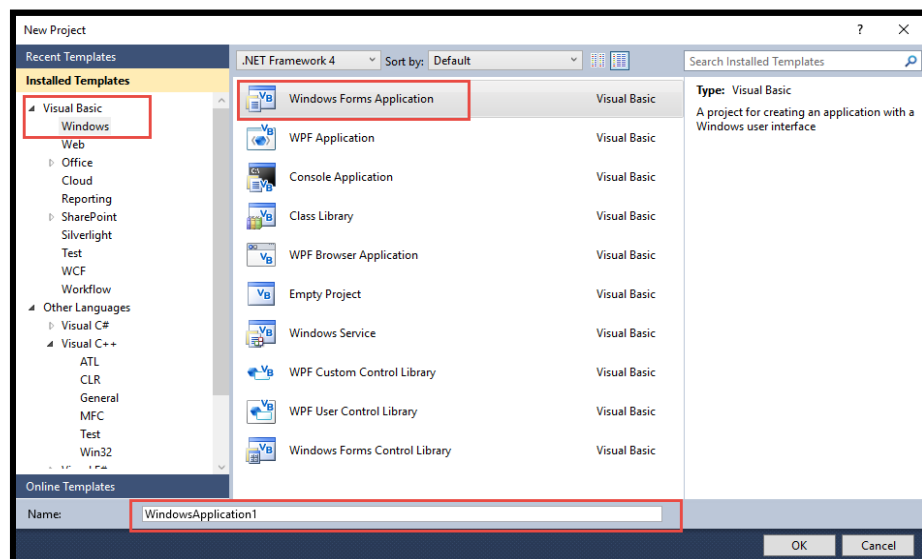 New Project
? X
Recent Templates
Installed Templates
Visual Basic
Windows
Web
Office
Cloud
Reporting
SharePoint
Silverlight
Test
WCF
Workflow
Other Languages
Visual C#
Visual C++
ATL
CLR
General
MFC
Test
Win32
Online Templates
.NET Framework 4 Sort by: Default
Windows Forms Application Visual Basic
WPF Application Visual Basic
Console Application Visual Basic
Class Library Visual Basic
WPF Browser Application Visual Basic
Empty Project Visual Basic
Windows Service Visual Basic
WPF Custom Control Library Visual Basic
WPF User Control Library Visual Basic
Windows Forms Control Library Visual Basic
Search Installed Templates
Type: Visual Basic
A project for creating an application with a
Windows user interface
Name: WindowsApplication1
OK Cancel